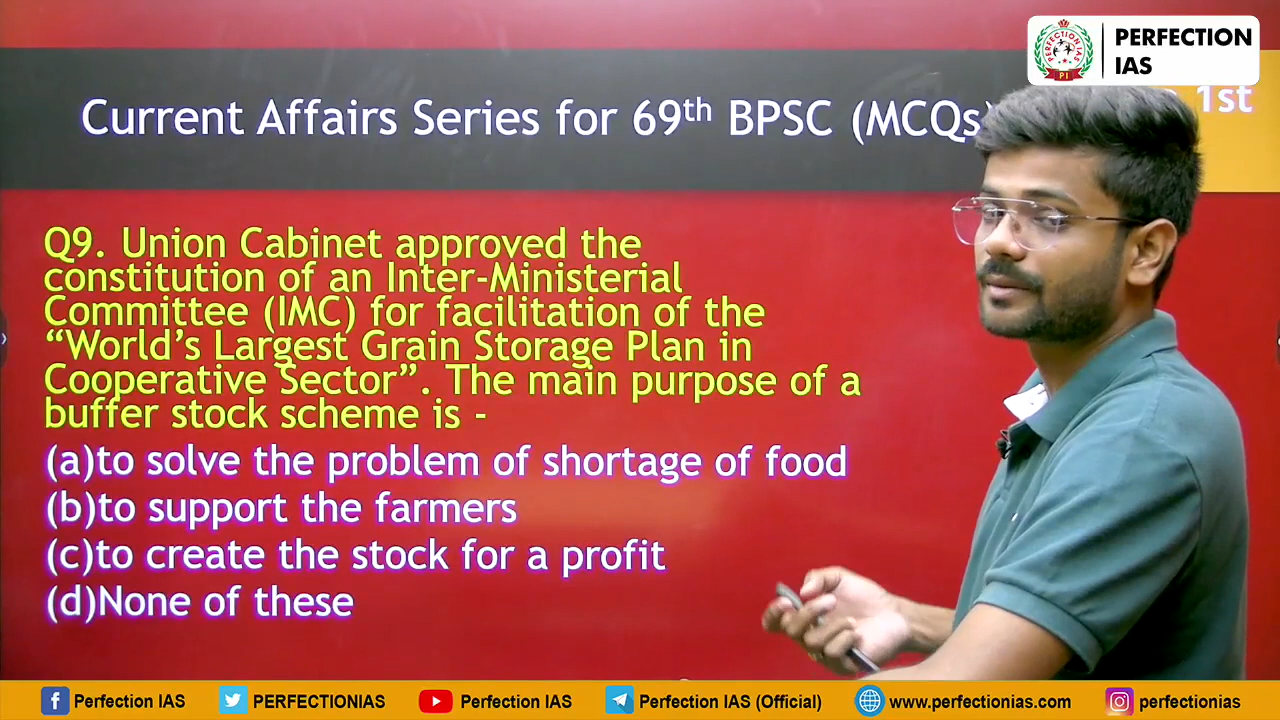 PERFECTION
IAS
PERFECTION IAS
PI
Current Affairs Series for 69th BPSC (MCQs)
1st
Q9. Union Cabinet approved the
constitution of an Inter-Ministerial
Committee (IMC) for facilitation of the
“World’s Largest Grain Storage Plan in
Cooperative Sector”. The main purpose of a
buffer stock scheme is -
(a)to solve the problem of shortage of food
(b)to support the farmers
(c)to create the stock for a profit
(d)None of these
Perfection IAS
PERFECTIONIAS
Perfection IAS
Perfection IAS (Official)
www.perfectionias.com
perfectionias